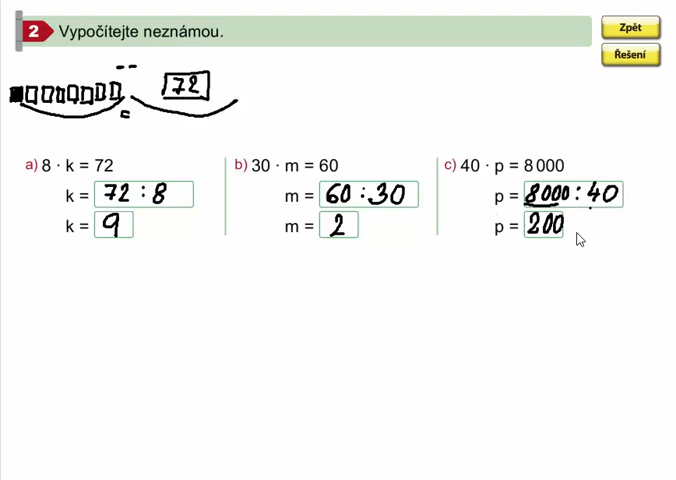 2 Vypočítejte neznámou.
Zpět
Řešení
72
=
a) 8 · k = 72
k = 72 : 8
k = 9
b) 30 · m = 60
m = 60 : 30
m = 2
c) 40 · p = 8 000
p = 8000 : 40
p = 200